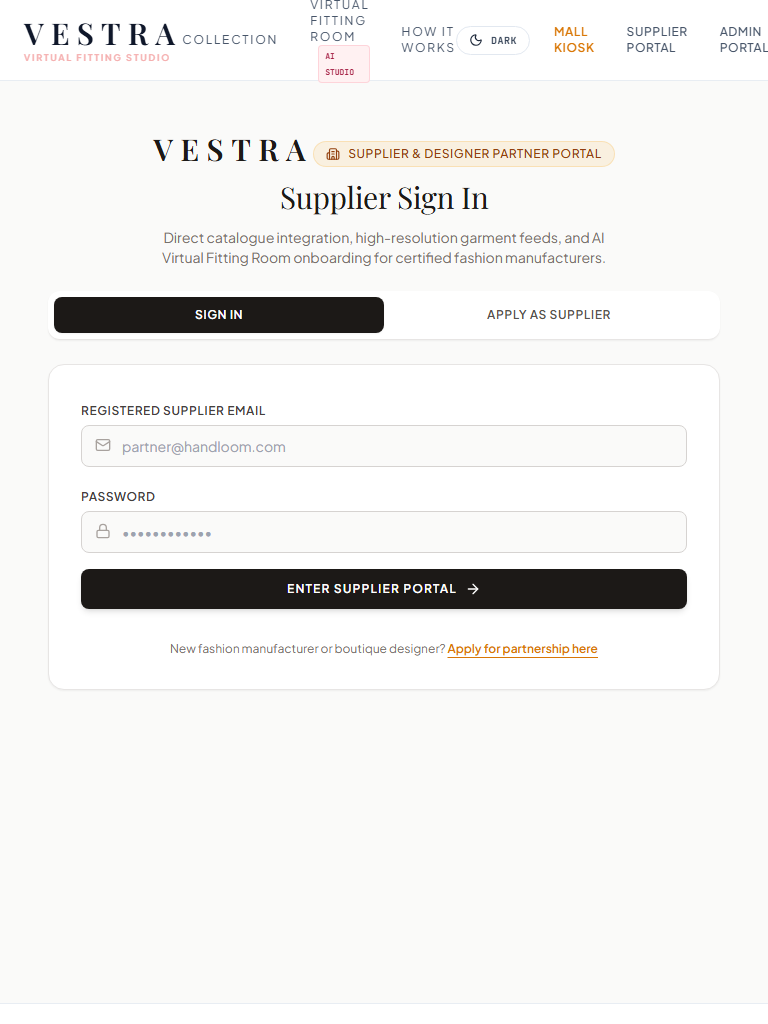 VESTRA
VIRTUAL FITTING STUDIO
COLLECTION
VIRTUAL
FITTING
ROOM
AI
STUDIO
HOW IT
WORKS
DARK
MALL
KIOSK
SUPPLIER
PORTAL
ADMIN
PORTAL
VESTRA
SUPPLIER & DESIGNER PARTNER PORTAL
Supplier Sign In
Direct catalogue integration, high-resolution garment feeds, and AI
Virtual Fitting Room onboarding for certified fashion manufacturers.
SIGN IN
APPLY AS SUPPLIER
REGISTERED SUPPLIER EMAIL
partner@handloom.com
PASSWORD
••••••••••••
ENTER SUPPLIER PORTAL →
New fashion manufacturer or boutique designer? Apply for partnership here